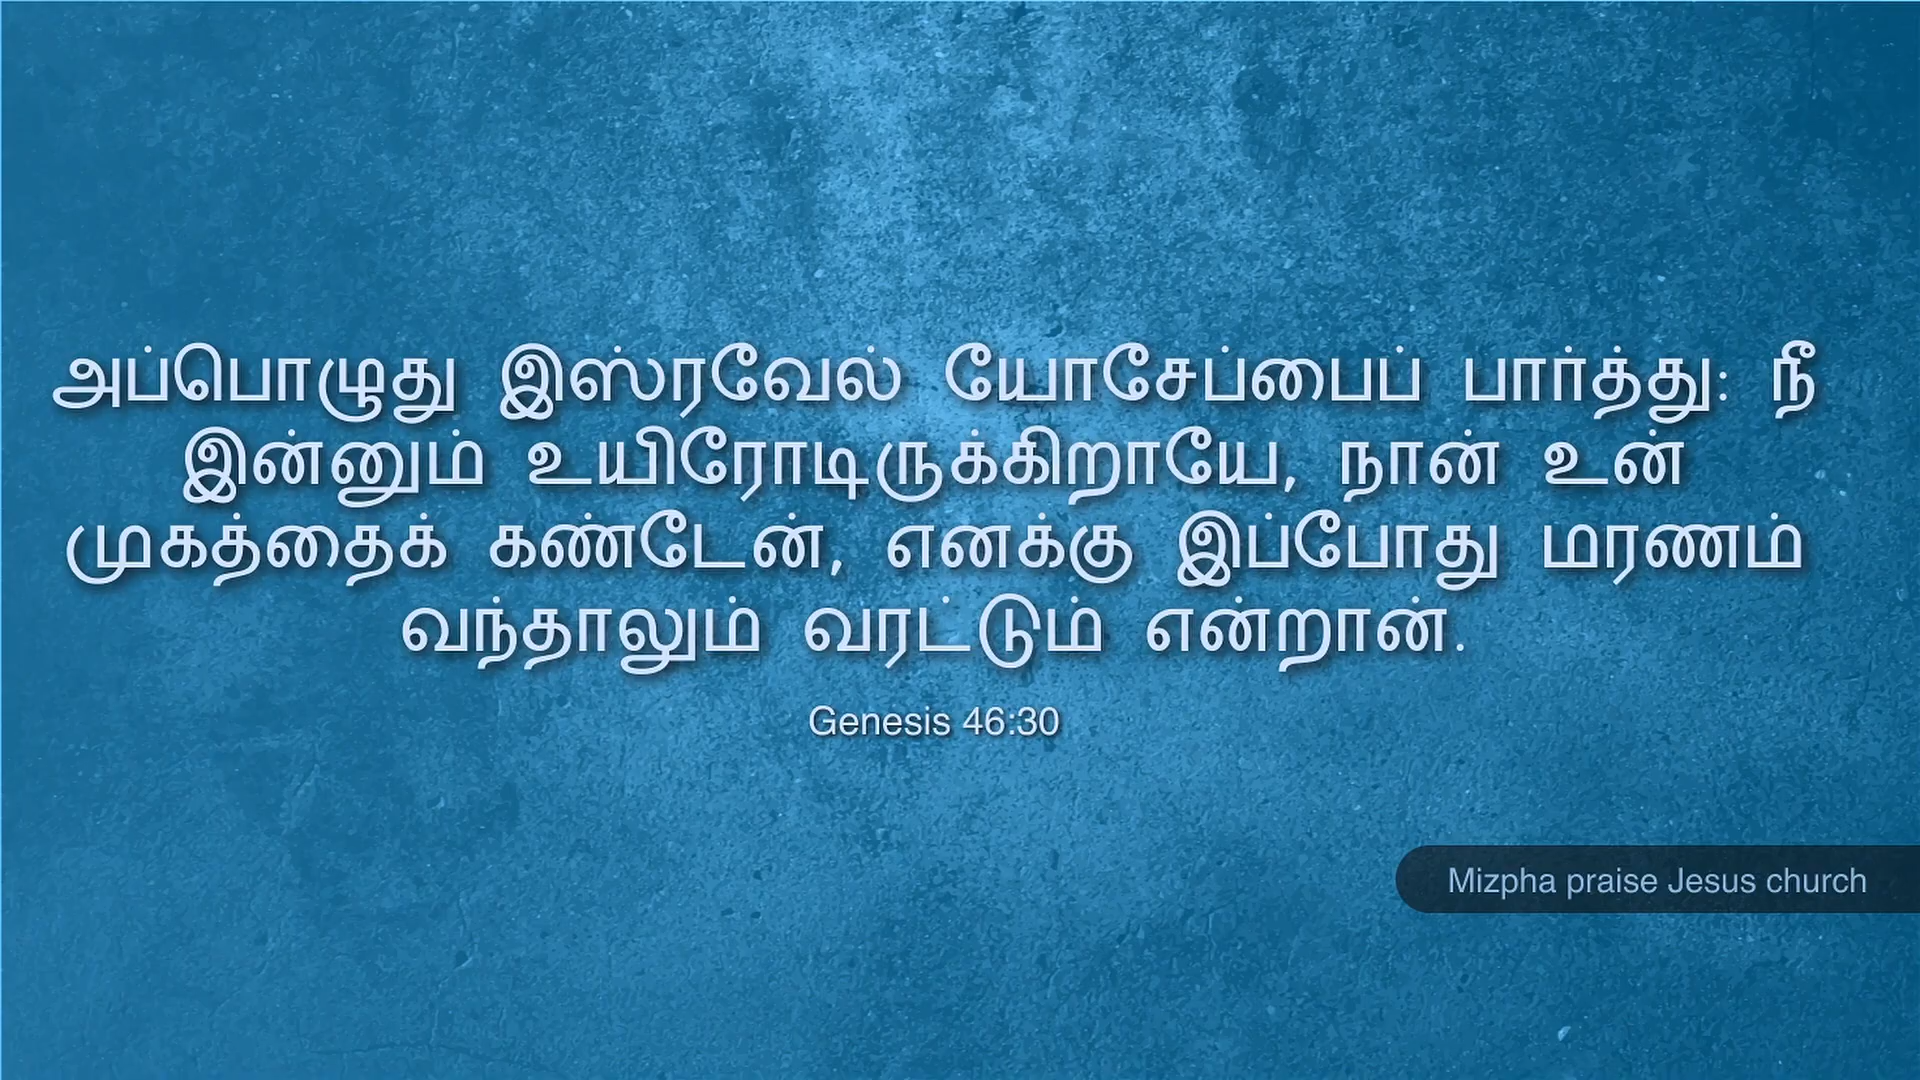 அப்பொழுது இஸ்ரவேல் யோசேப்பைப் பார்த்து: நீ
இன்னும் உயிரோடிருக்கிறாயே, நான் உன்
முகத்தைக் கண்டேன், எனக்கு இப்போது மரணம்
வந்தாலும் வரட்டும் என்றான்.
Genesis 46:30
Mizpha praise Jesus church